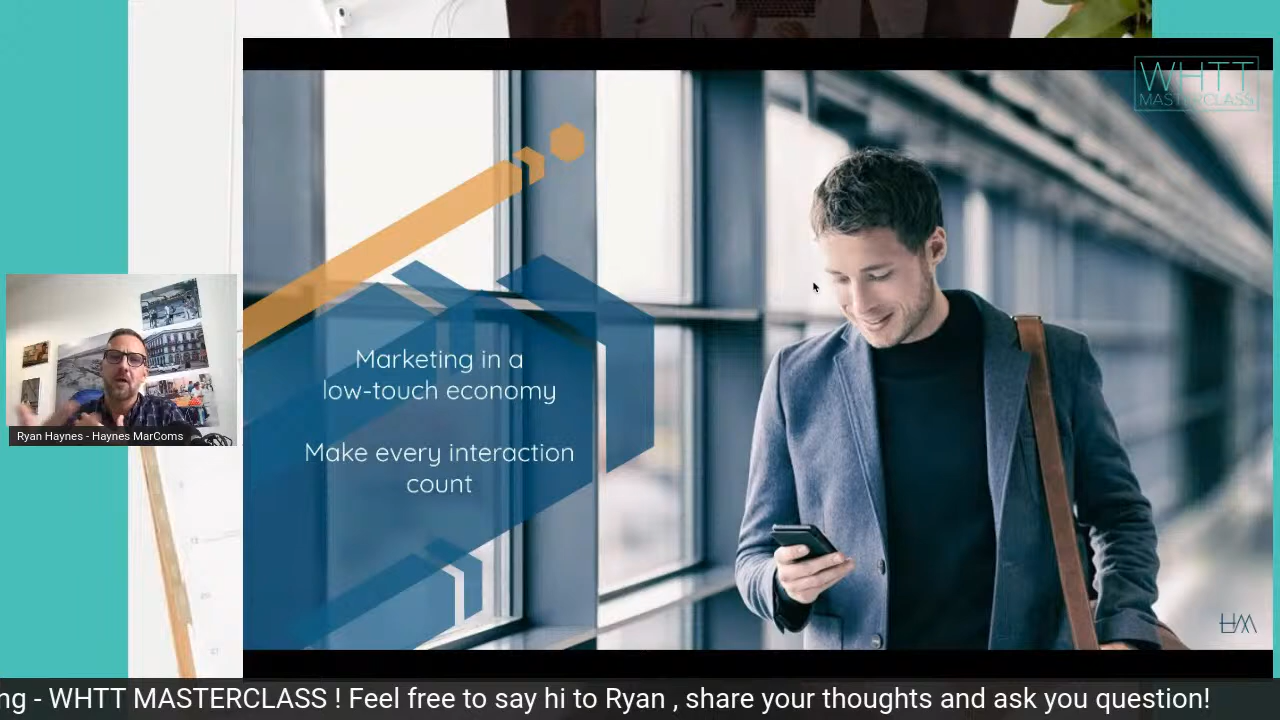 WHTT
MASTERCLASS
Marketing in a
low-touch economy
Make every interaction
count
Ryan Haynes - Haynes MarComs
HM
ng - WHTT MASTERCLASS ! Feel free to say hi to Ryan , share your thoughts and ask you question!